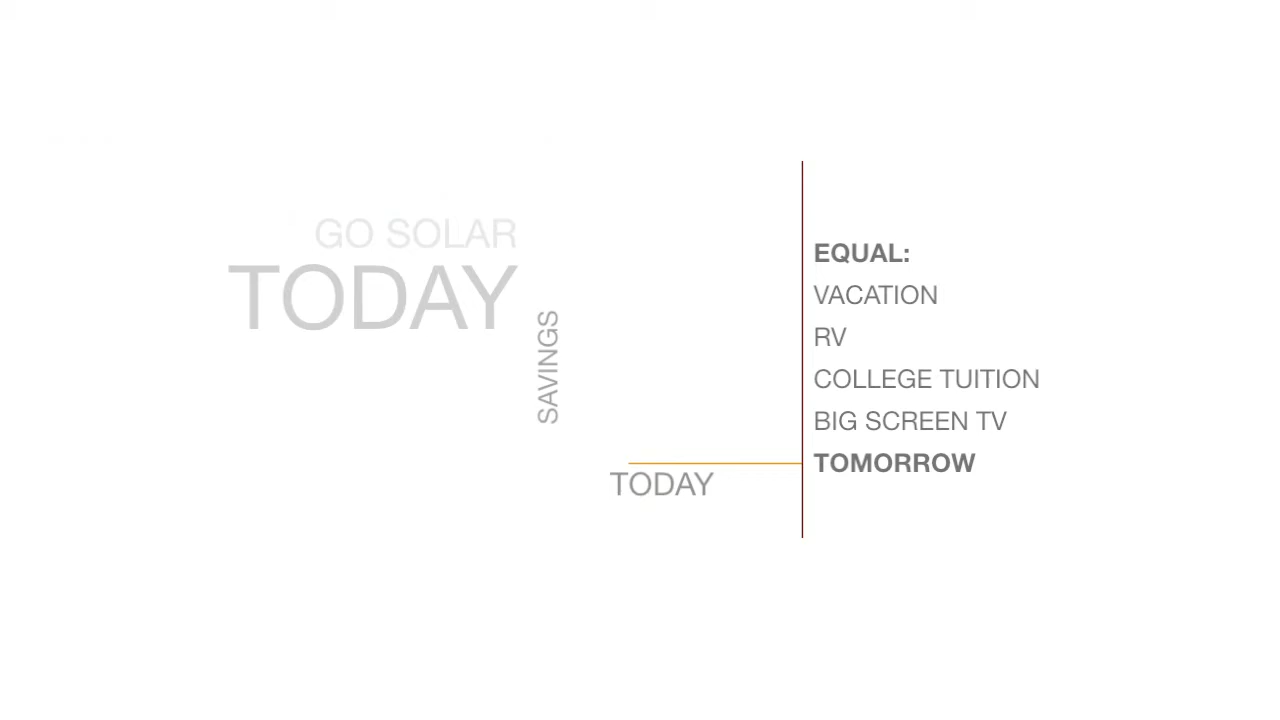 GO SOLAR
TODAY
SAVINGS
TODAY
EQUAL:
VACATION
RV
COLLEGE TUITION
BIG SCREEN TV
TOMORROW